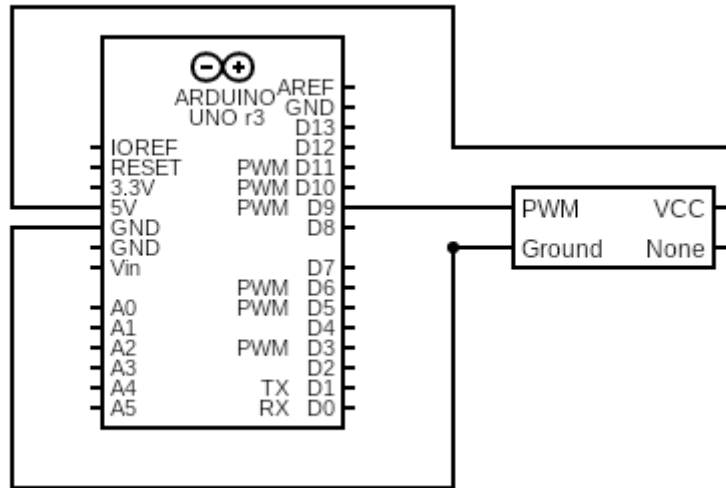 ARDUINO
UNO r3
AREF
GND
D13
IOREF D12
RESET PWM D11
3.3V PWM D10
5V PWM D9
GND D8
GND
Vin D7
PWM D6
A0 PWM D5
A1 D4
A2 PWM D3
A3 D2
A4 TX D1
A5 RX D0
PWM VCC
Ground None